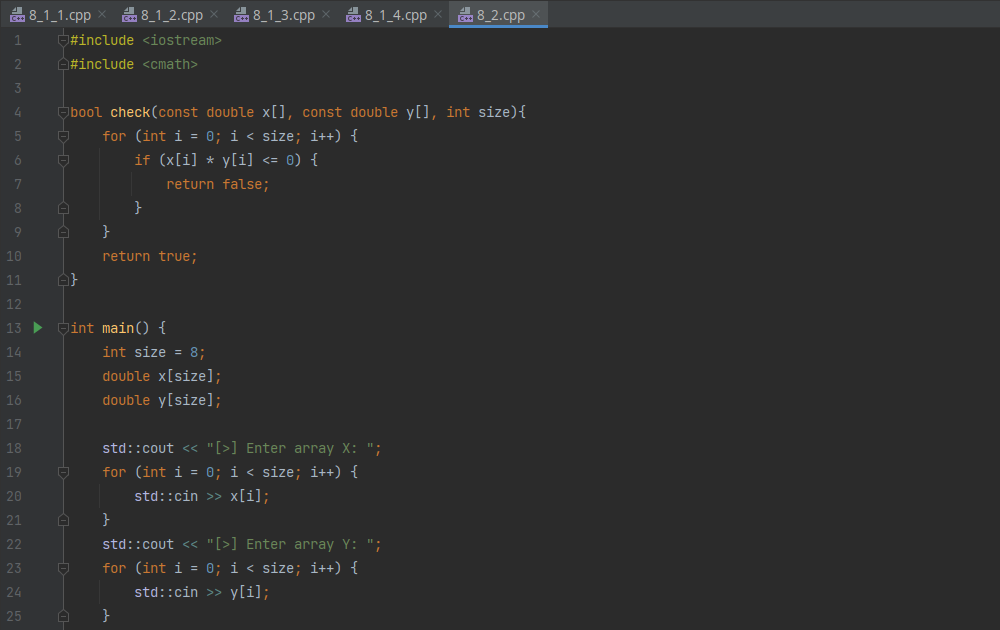 8_1_1.cpp 8_1_2.cpp 8_1_3.cpp 8_1_4.cpp 8_2.cpp
1 #include <iostream>
2 #include <cmath>
3
4 bool check(const double x[], const double y[], int size){
5     for (int i = 0; i < size; i++) {
6         if (x[i] * y[i] <= 0) {
7             return false;
8         }
9     }
10     return true;
11 }
12
13 int main() {
14     int size = 8;
15     double x[size];
16     double y[size];
17
18     std::cout << "[>] Enter array X: ";
19     for (int i = 0; i < size; i++) {
20         std::cin >> x[i];
21     }
22     std::cout << "[>] Enter array Y: ";
23     for (int i = 0; i < size; i++) {
24         std::cin >> y[i];
25     }